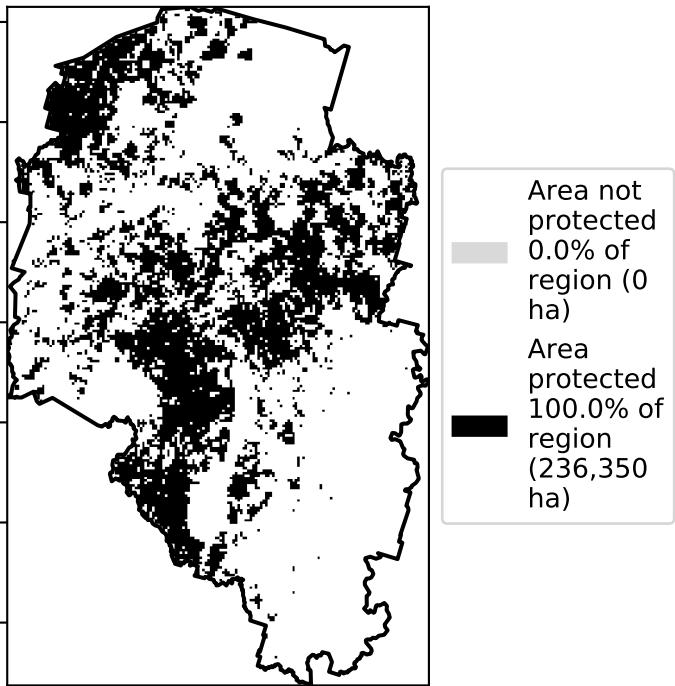 Area not
protected
0.0% of
region (0
ha)
Area
protected
100.0% of
region
(236,350
ha)